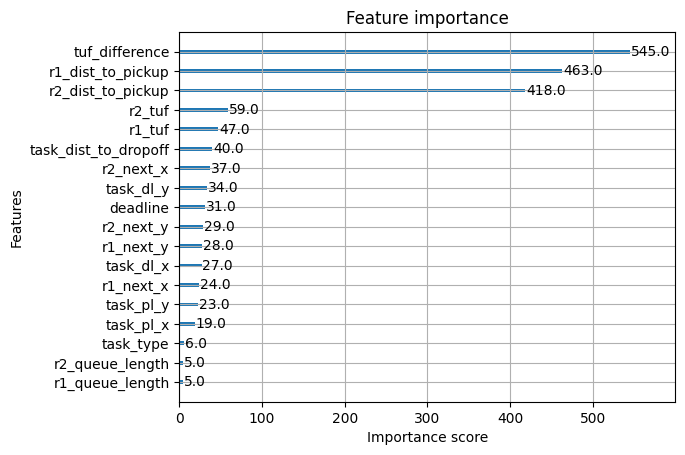 Feature importance
tuf_difference 545.0
r1_dist_to_pickup 463.0
r2_dist_to_pickup 418.0
r2_tuf 59.0
r1_tuf 47.0
task_dist_to_dropoff 40.0
r2_next_x 37.0
task_dl_y 34.0
deadline 31.0
r2_next_y 29.0
r1_next_y 28.0
task_dl_x 27.0
r1_next_x 24.0
task_pl_y 23.0
task_pl_x 19.0
task_type 6.0
r2_queue_length 5.0
r1_queue_length 5.0
Features
0 100 200 300 400 500
Importance score